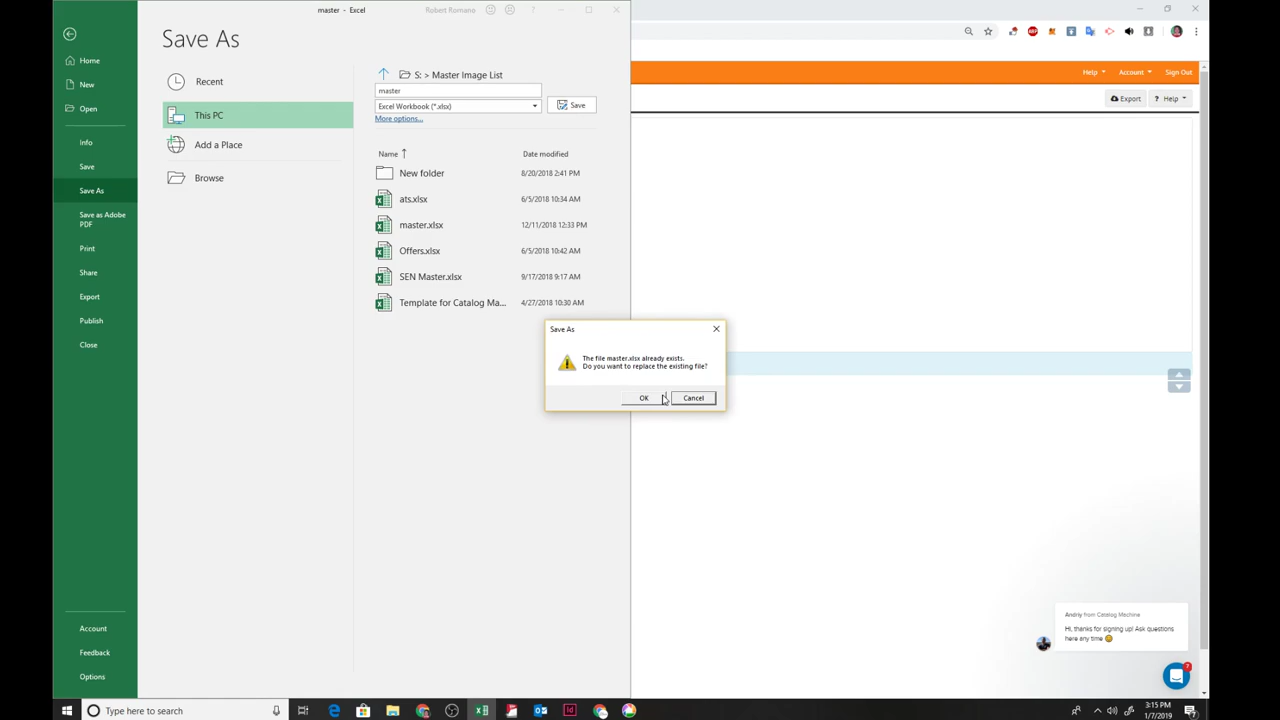 master - Excel
Robert Romano
?
Save As
Home
New
Open
Info
Save
Save As
Save as Adobe
PDF
Print
Share
Export
Publish
Close
Account
Feedback
Options
Recent
This PC
Add a Place
Browse
S: > Master Image List
master
Excel Workbook (*.xlsx)
Save
More options...
Name
Date modified
New folder
8/20/2018 2:41 PM
ats.xlsx
6/5/2018 10:34 AM
master.xlsx
12/11/2018 12:33 PM
Offers.xlsx
6/5/2018 10:42 AM
SEN Master.xlsx
9/17/2018 9:17 AM
Template for Catalog Ma...
4/27/2018 10:30 AM
Save As
The file master.xlsx already exists.
Do you want to replace the existing file?
OK
Cancel
ABP
Help
Account
Sign Out
Export
? Help
Andriy from Catalog Machine
Hi, thanks for signing up! Ask questions
here any time
7
Type here to search
3:15 PM
1/7/2019